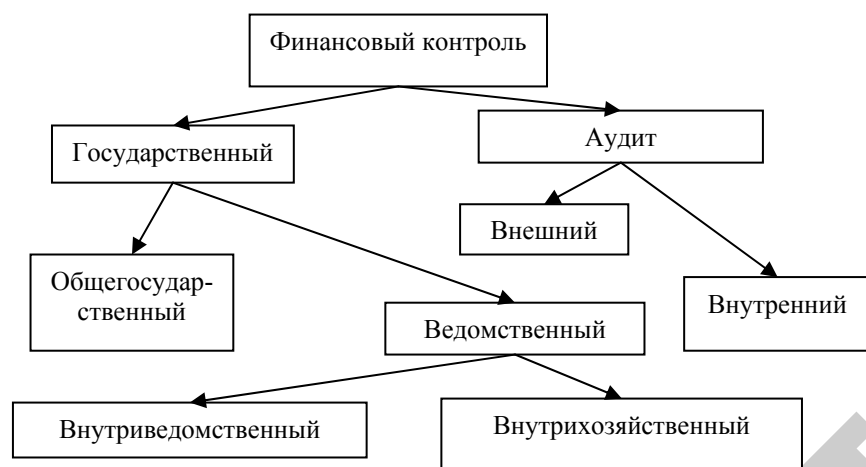 Финансовый контроль
Государственный
Аудит
Внешний
Общегосудар-
ственный
Внутренний
Ведомственный
Внутриведомственный
Внутрихозяйственный